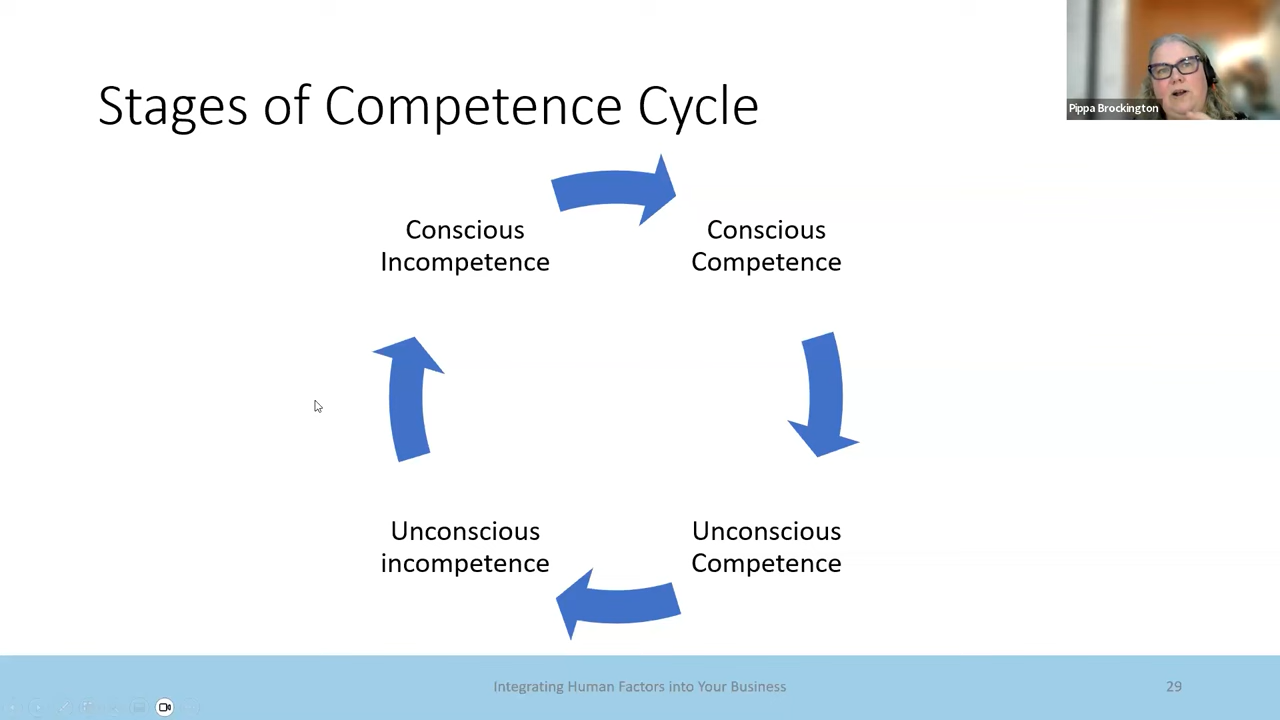 Stages of Competence Cycle
Pippa Brockington
Conscious
Incompetence
Conscious
Competence
Unconscious
incompetence
Unconscious
Competence
Integrating Human Factors into Your Business
29